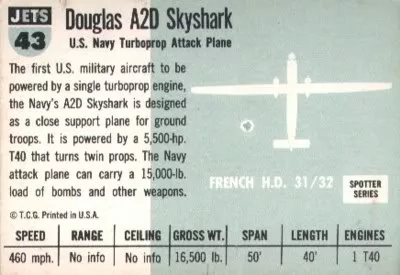 JETS
43
Douglas A2D Skyshark
U.S. Navy Turboprop Attack Plane
The first U.S. military aircraft to be
powered by a single turboprop engine,
the Navy's A2D Skyshark is designed
as a close support plane for ground
troops. It is powered by a 5,500-hp.
T40 that turns twin props. The Navy
attack plane can carry a 15,000-lb.
load of bombs and other weapons.
FRENCH H.D. 31/32
SPOTTER
SERIES
© T.C.G. Printed in U.S.A.
SPEED RANGE CEILING GROSS WT. SPAN LENGTH ENGINES
460 mph. No info No info 16,500 lb. 50' 40' 1 T40